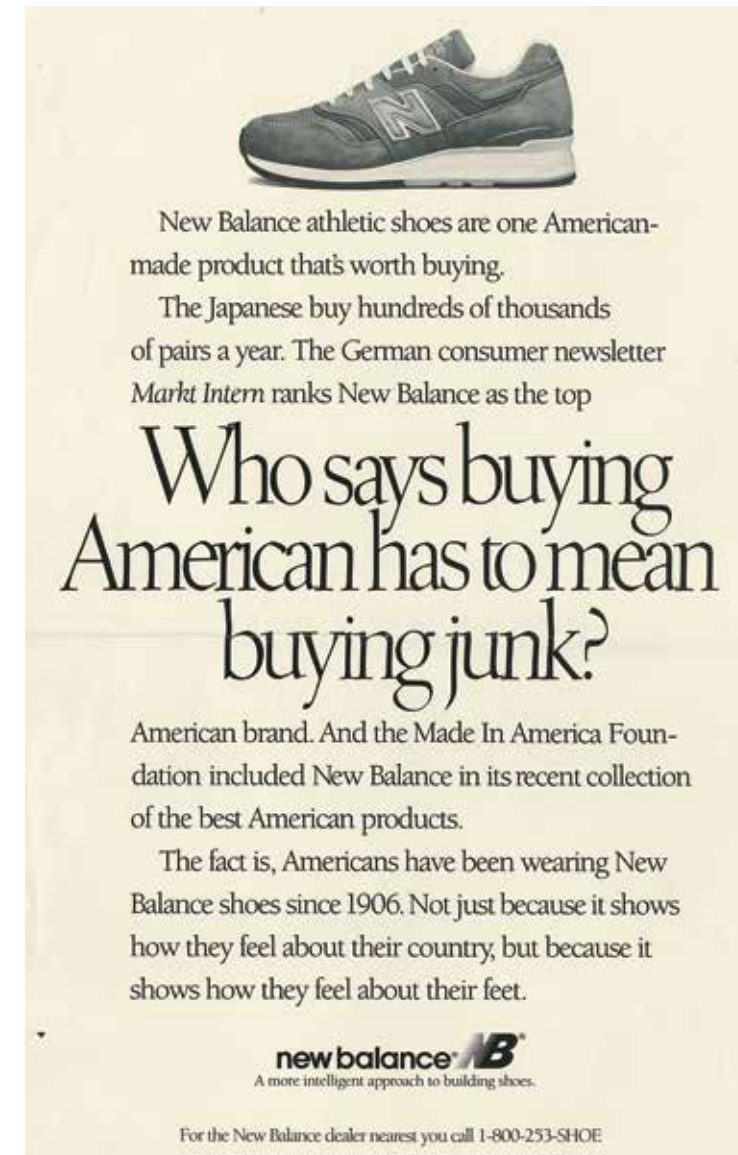 N
New Balance athletic shoes are one American-
made product that's worth buying.
The Japanese buy hundreds of thousands
of pairs a year. The German consumer newsletter
Markt Intern ranks New Balance as the top
Who says buying
American has to mean
buying junk?
American brand. And the Made In America Foun-
dation included New Balance in its recent collection
of the best American products.
The fact is, Americans have been wearing New
Balance shoes since 1906. Not just because it shows
how they feel about their country, but because it
shows how they feel about their feet.
new balance NB®
A more intelligent approach to building shoes.
For the New Balance dealer nearest you call 1-800-253-SHOE